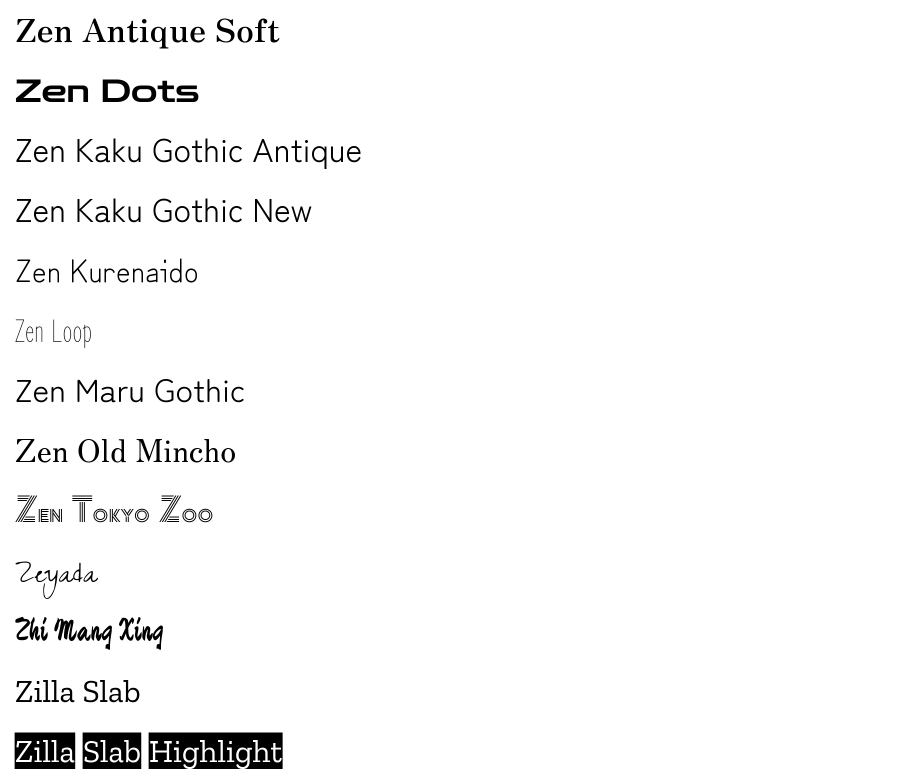 Zen Antique Soft
Zen Dots
Zen Kaku Gothic Antique
Zen Kaku Gothic New
Zen Kurenaido
Zen Loop
Zen Maru Gothic
Zen Old Mincho
Zen Tokyo Zoo
Zeyada
Zhi Mang Xing
Zilla Slab
Zilla Slab Highlight